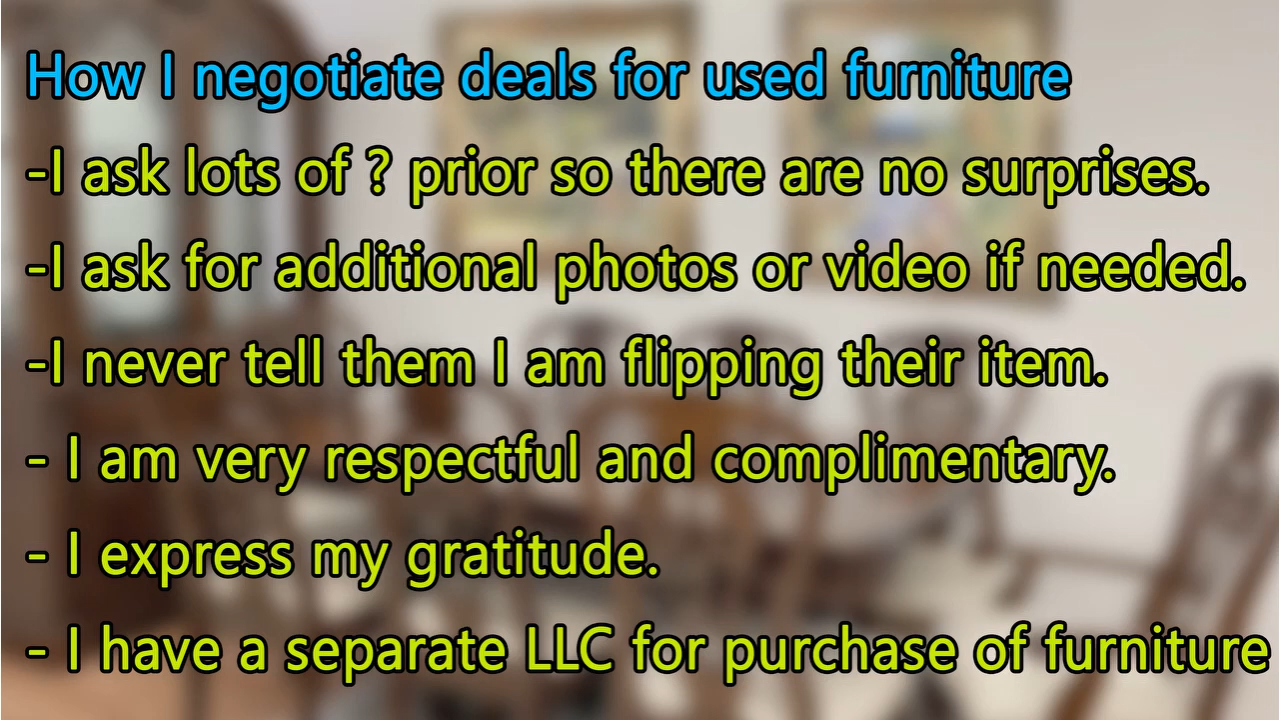 How I negotiate deals for used furniture
-I ask lots of ? prior so there are no surprises.
-I ask for additional photos or video if needed.
-I never tell them I am flipping their item.
- I am very respectful and complimentary.
- I express my gratitude.
- I have a separate LLC for purchase of furniture